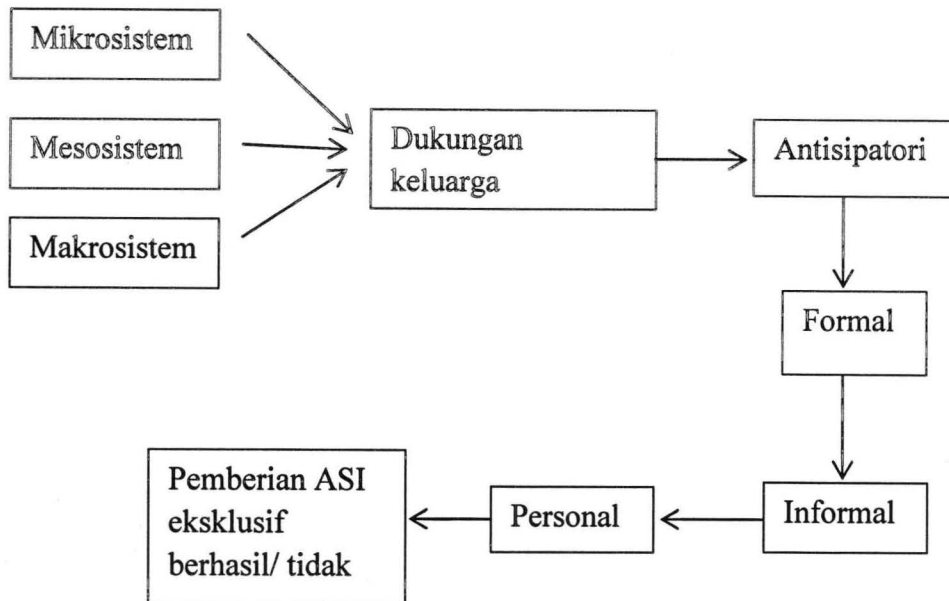 Mikrosistem
Mesosistem
Makrosistem
Dukungan
keluarga
Antisipatori
Formal
Informal
Personal
Pemberian ASI
eksklusif
berhasil/ tidak